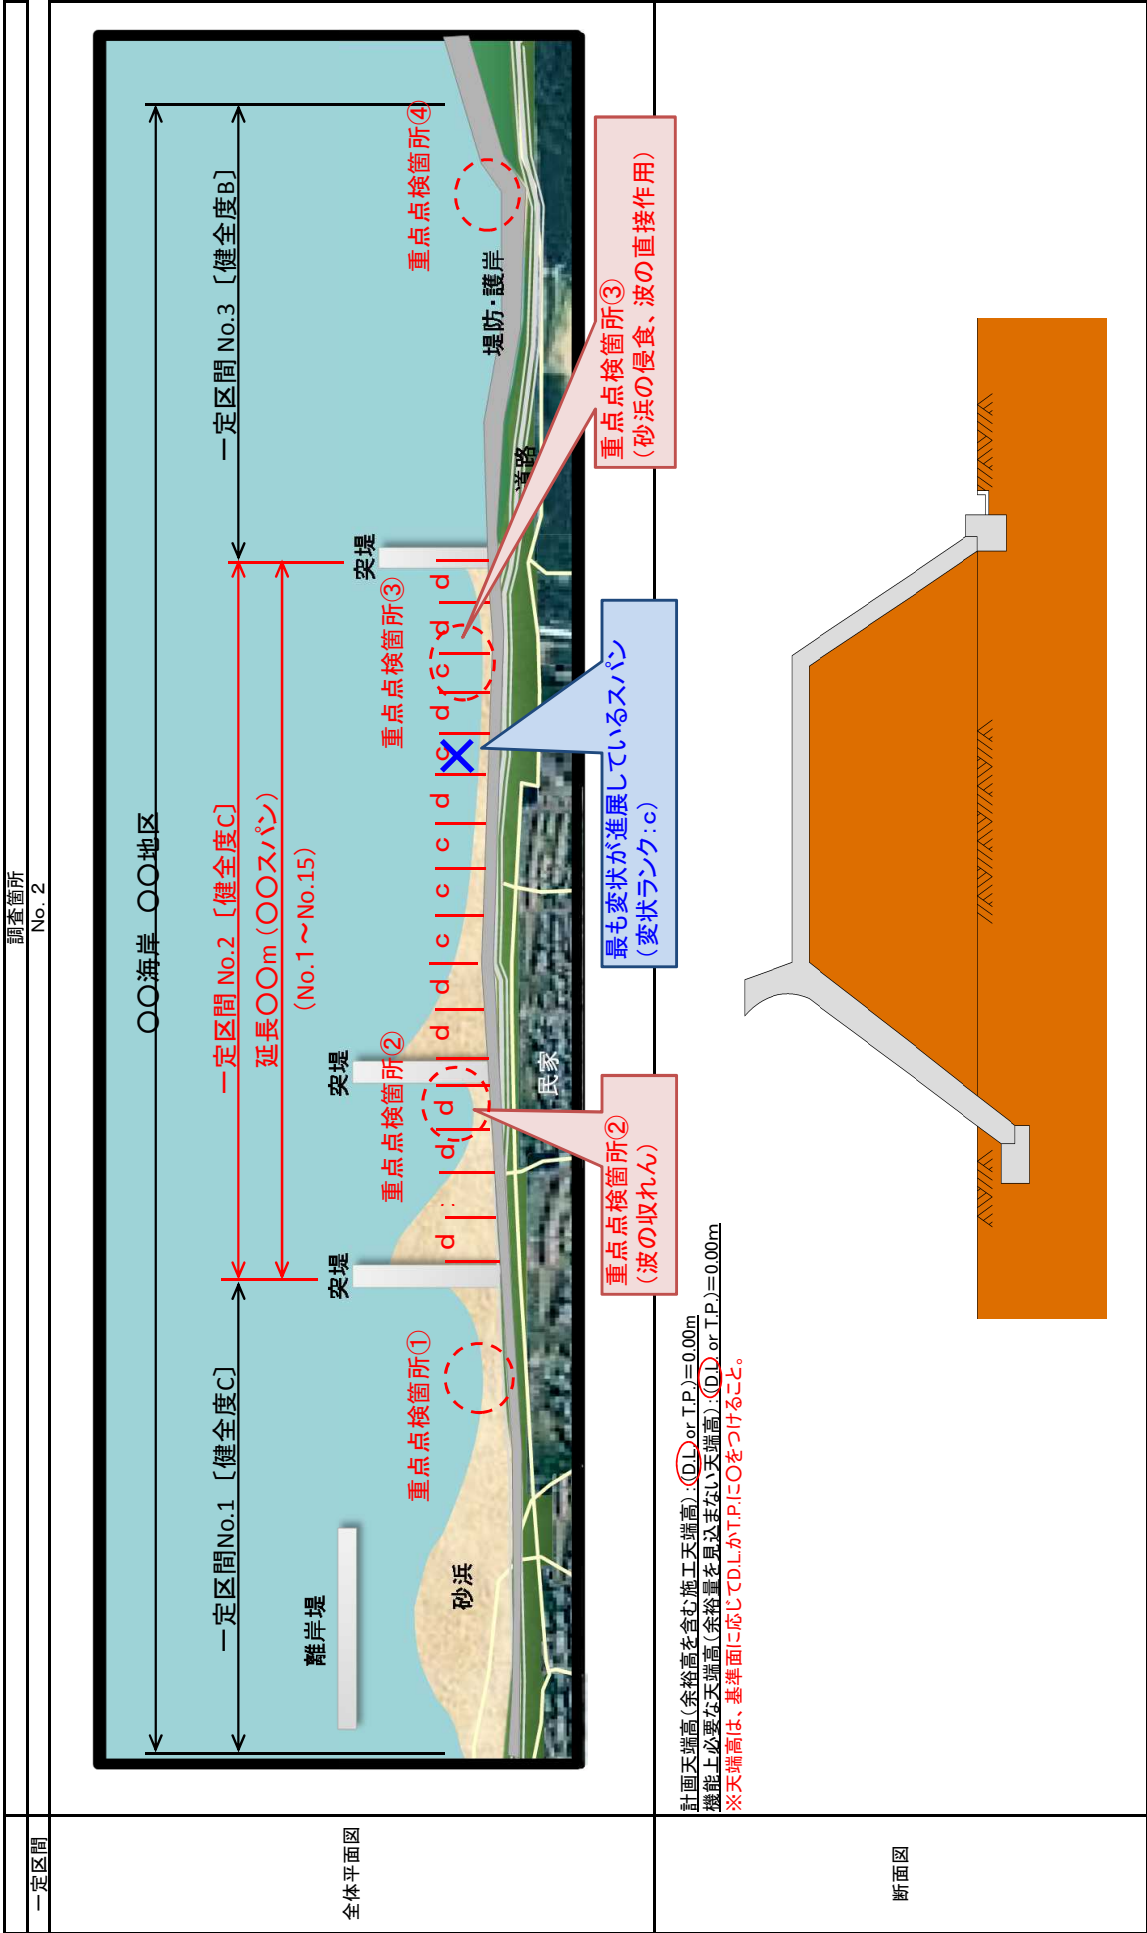 調査箇所
一定区間
No. 2
全体平面図
〇〇海岸 〇〇地区
一定区間No.1 〔健全度C〕
一定区間 No.2 〔健全度C〕
一定区間 No.3 〔健全度B〕
延長〇〇m（〇〇スパン）
（No.1～No.15）
離岸堤
突堤
突堤
突堤
重点点検箇所①
重点点検箇所②
重点点検箇所③
重点点検箇所④
砂浜
d
:
d
d
d
d
c
c
c
d
c
d
c
d
d
堤防・護岸
道路
民家
重点点検箇所②
（波の収れん）
最も変状が進展しているスパン
（変状ランク：c）
重点点検箇所③
（砂浜の侵食、波の直接作用）
断面図
計画天端高（余裕高を含む施工天端高）：(D.L. or T.P.)＝0.00m
機能上必要な天端高（余裕量を見込まない天端高）：(D.L. or T.P.)＝0.00m
※天端高は、基準面に応じてD.L.かT.P.に〇をつけること。